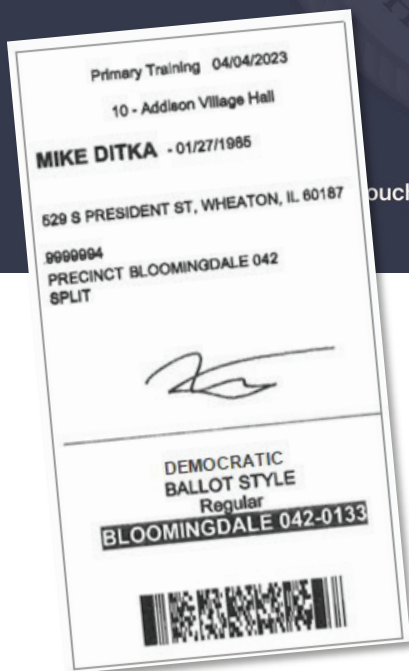 Primary Training 04/04/2023
10 - Addison Village Hall
MIKE DITKA - 01/27/1985
529 S PRESIDENT ST, WHEATON, IL 60187
9999994
PRECINCT BLOOMINGDALE 042
SPLIT
DEMOCRATIC
BALLOT STYLE
Regular
BLOOMINGDALE 042-0133